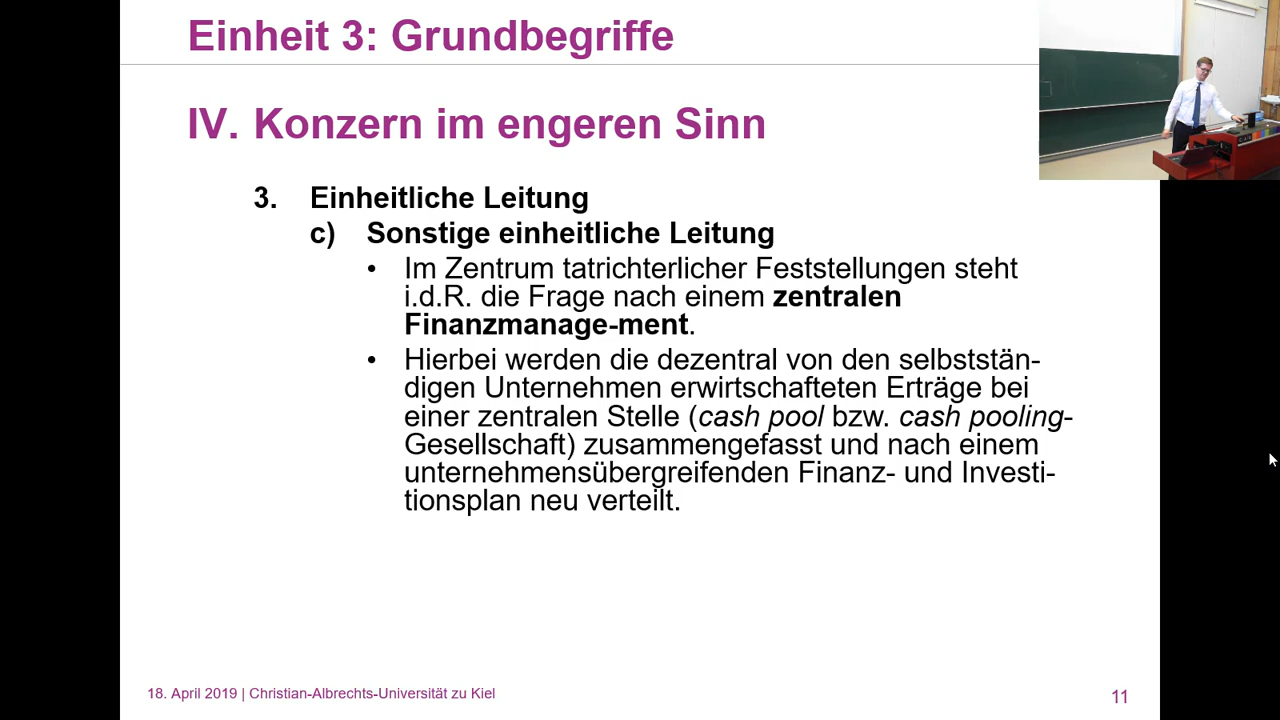 Einheit 3: Grundbegriffe
IV. Konzern im engeren Sinn
3. Einheitliche Leitung
c) Sonstige einheitliche Leitung
• Im Zentrum tatrichterlicher Feststellungen steht
i.d.R. die Frage nach einem zentralen
Finanzmanage-ment.
• Hierbei werden die dezentral von den selbststän-
digen Unternehmen erwirtschafteten Erträge bei
einer zentralen Stelle (cash pool bzw. cash pooling-
Gesellschaft) zusammengefasst und nach einem
unternehmensübergreifenden Finanz- und Investi-
tionsplan neu verteilt.
18. April 2019 | Christian-Albrechts-Universität zu Kiel
11